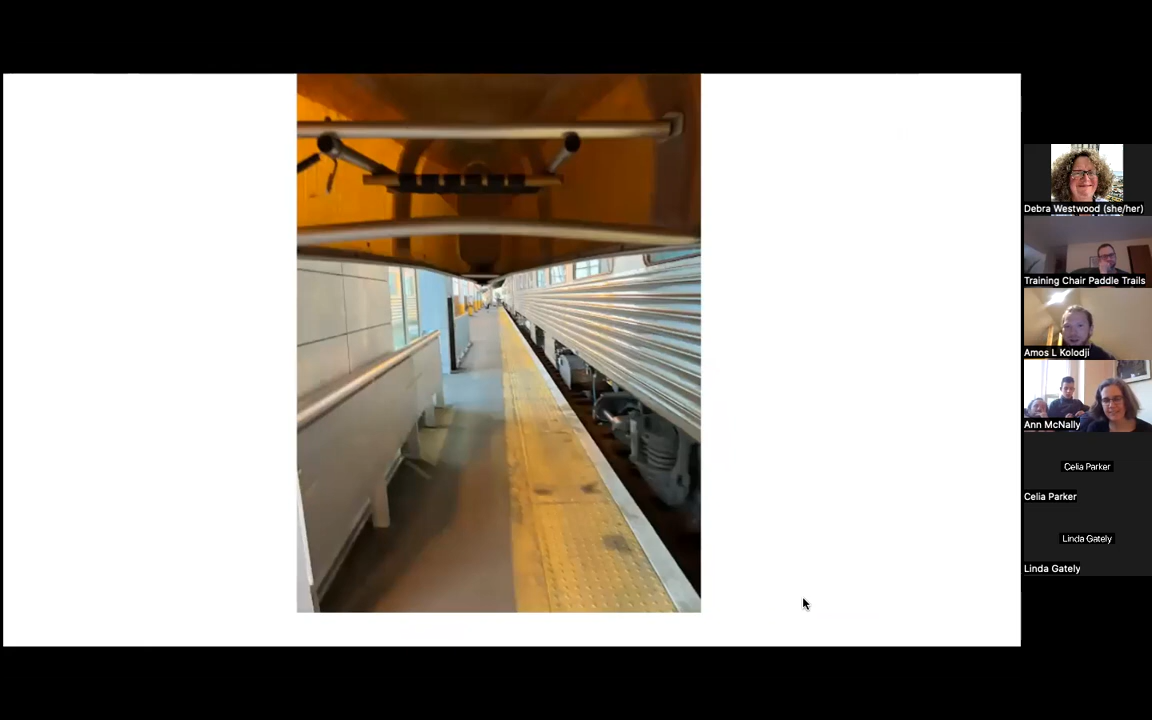 Debra Westwood (she/her)
Training Chair Paddle Trails
Amos L Kolodji
Ann McNally
Celia Parker
Celia Parker
Linda Gately
Linda Gately